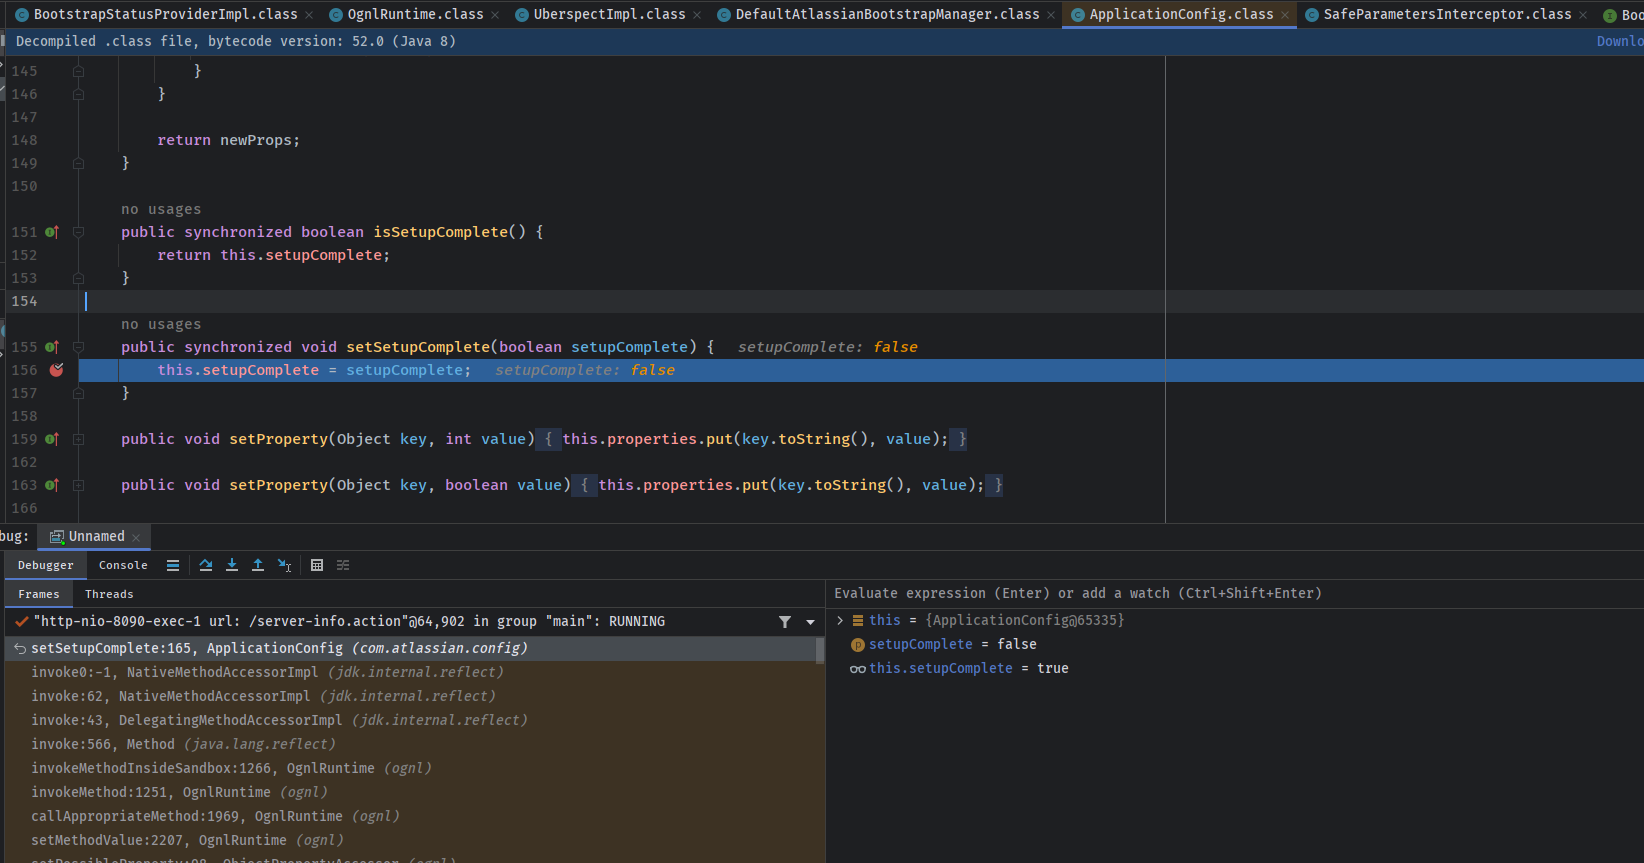 BootstrapStatusProviderImpl.class OgnlRuntime.class UberspectImpl.class DefaultAtlassianBootstrapManager.class ApplicationConfig.class SafeParametersInterceptor.class Boo
Decompiled .class file, bytecode version: 52.0 (Java 8) Downlo
145 }
146 }
147
148 return newProps;
149 }
150
no usages
151 public synchronized boolean isSetupComplete() {
152 return this.setupComplete;
153 }
154
no usages
155 public synchronized void setSetupComplete(boolean setupComplete) { setupComplete: false
156 this.setupComplete = setupComplete; setupComplete: false
157 }
158
159 public void setProperty(Object key, int value) { this.properties.put(key.toString(), value); }
162
163 public void setProperty(Object key, boolean value) { this.properties.put(key.toString(), value); }
166
bug: Unnamed
Debugger Console
Frames Threads
Evaluate expression (Enter) or add a watch (Ctrl+Shift+Enter)
"http-nio-8090-exec-1 url: /server-info.action"@64,902 in group "main": RUNNING
setSetupComplete:165, ApplicationConfig (com.atlassian.config)
invoke0:-1, NativeMethodAccessorImpl (jdk.internal.reflect)
invoke:62, NativeMethodAccessorImpl (jdk.internal.reflect)
invoke:43, DelegatingMethodAccessorImpl (jdk.internal.reflect)
invoke:566, Method (java.lang.reflect)
invokeMethodInsideSandbox:1266, OgnlRuntime (ognl)
invokeMethod:1251, OgnlRuntime (ognl)
callAppropriateMethod:1969, OgnlRuntime (ognl)
setMethodValue:2207, OgnlRuntime (ognl)
setPossibleProperty:98, ObjectPropertyAccessor (ognl)
this = {ApplicationConfig@65335}
setupComplete = false
this.setupComplete = true